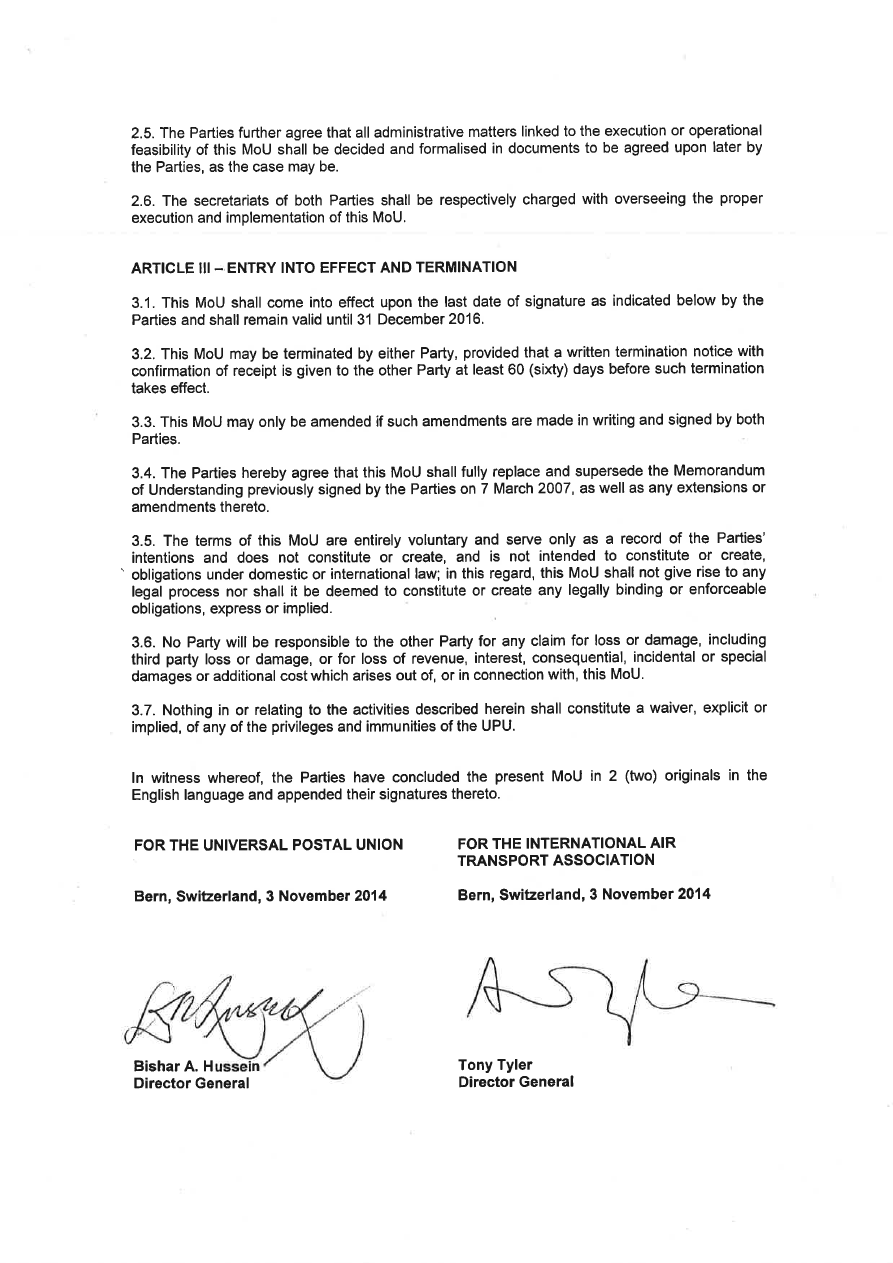 2.5. The Parties further agree that all administrative matters linked to the execution or operational
feasibility of this MoU shall be decided and formalised in documents to be agreed upon later by
the Parties, as the case may be.
2.6. The secretariats of both Parties shall be respectively charged with overseeing the proper
execution and implementation of this MoU.
ARTICLE III – ENTRY INTO EFFECT AND TERMINATION
3.1. This MoU shall come into effect upon the last date of signature as indicated below by the
Parties and shall remain valid until 31 December 2016.
3.2. This MoU may be terminated by either Party, provided that a written termination notice with
confirmation of receipt is given to the other Party at least 60 (sixty) days before such termination
takes effect.
3.3. This MoU may only be amended if such amendments are made in writing and signed by both
Parties.
3.4. The Parties hereby agree that this MoU shall fully replace and supersede the Memorandum
of Understanding previously signed by the Parties on 7 March 2007, as well as any extensions or
amendments thereto.
3.5. The terms of this MoU are entirely voluntary and serve only as a record of the Parties'
intentions and does not constitute or create, and is not intended to constitute or create,
obligations under domestic or international law; in this regard, this MoU shall not give rise to any
legal process nor shall it be deemed to constitute or create any legally binding or enforceable
obligations, express or implied.
3.6. No Party will be responsible to the other Party for any claim for loss or damage, including
third party loss or damage, or for loss of revenue, interest, consequential, incidental or special
damages or additional cost which arises out of, or in connection with, this MoU.
3.7. Nothing in or relating to the activities described herein shall constitute a waiver, explicit or
implied, of any of the privileges and immunities of the UPU.
In witness whereof, the Parties have concluded the present MoU in 2 (two) originals in the
English language and appended their signatures thereto.
FOR THE UNIVERSAL POSTAL UNION
Bern, Switzerland, 3 November 2014
Bishar A. Hussein
Director General
FOR THE INTERNATIONAL AIR
TRANSPORT ASSOCIATION
Bern, Switzerland, 3 November 2014
Tony Tyler
Director General